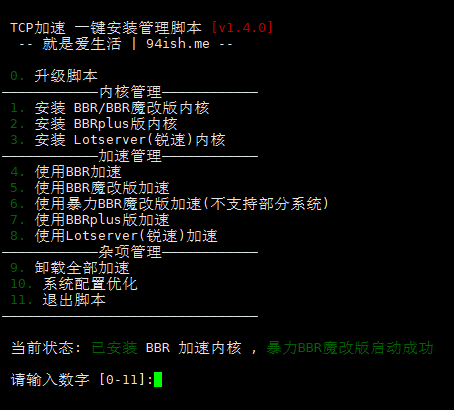 TCP加速 一键安装管理脚本 [v1.4.0]
-- 就是爱生活 | 94ish.me --
0. 升级脚本
————————————内核管理————————————
1. 安装 BBR/BBR魔改版内核
2. 安装 BBRplus版内核
3. 安装 Lotserver(锐速)内核
————————————加速管理————————————
4. 使用BBR加速
5. 使用BBR魔改版加速
6. 使用暴力BBR魔改版加速(不支持部分系统)
7. 使用BBRplus版加速
8. 使用Lotserver(锐速)加速
————————————杂项管理————————————
9. 卸载全部加速
10. 系统配置优化
11. 退出脚本
————————————————————————————————
当前状态: 已安装 BBR 加速内核 , 暴力BBR魔改版启动成功
请输入数字 [0-11]: